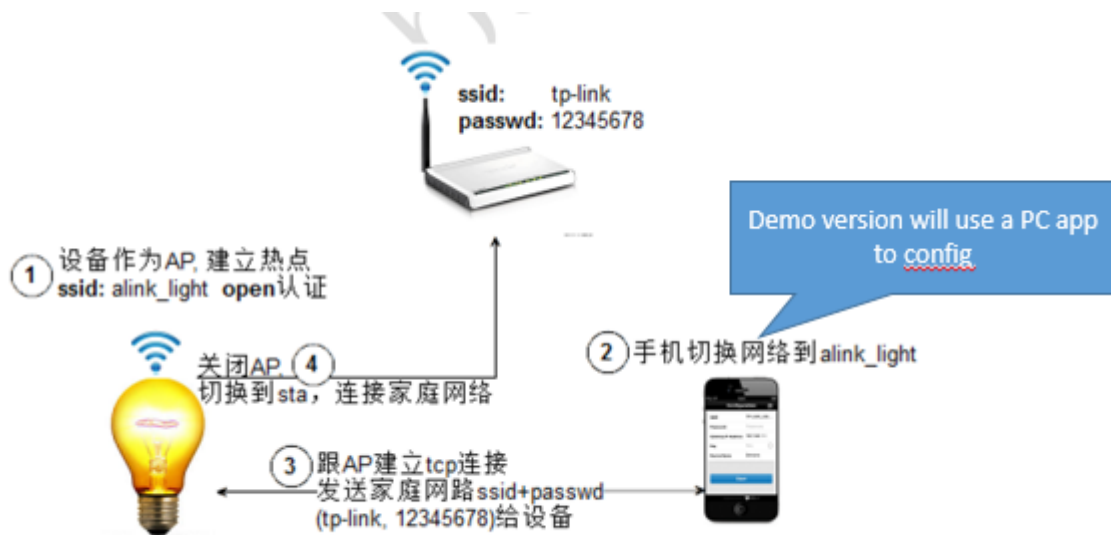 ssid: tp-link
passwd: 12345678
Demo version will use a PC app
to config
1 设备作为AP, 建立热点
ssid: alink_light open认证
2 手机切换网络到alink_light
关闭AP, 4
切换到sta，连接家庭网络
3 跟AP建立tcp连接
发送家庭网路ssid+passwd
(tp-link, 12345678)给设备